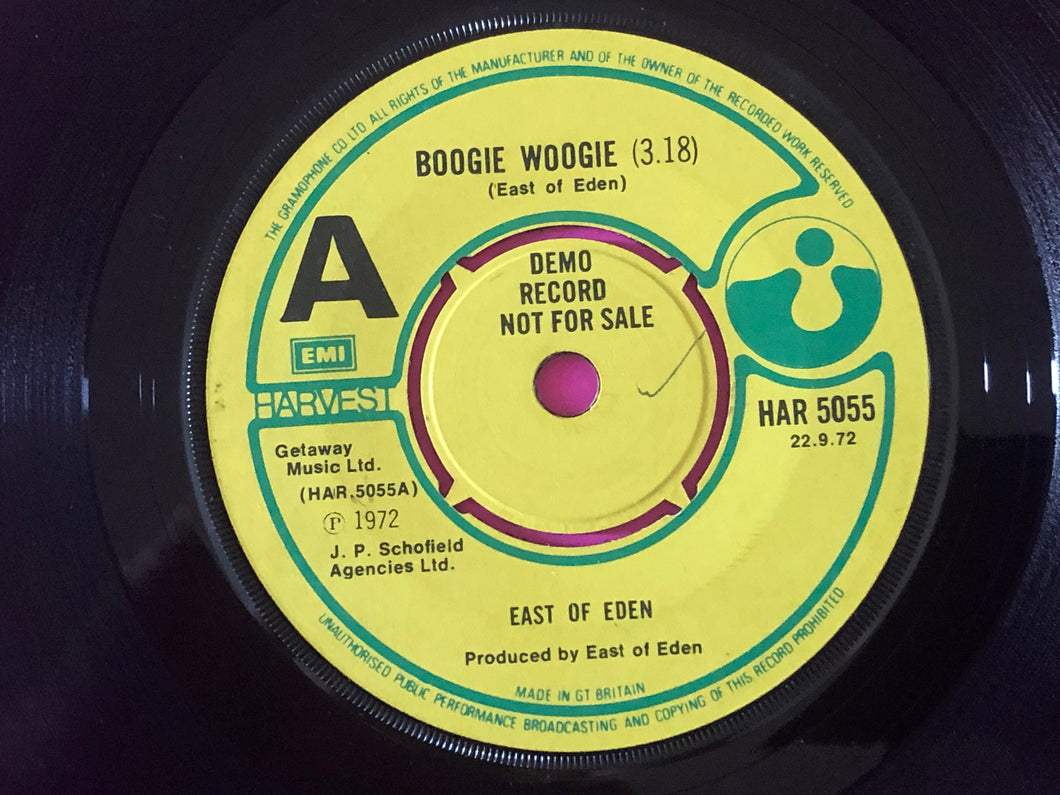 THE GRAMOPHONE CO LTD ALL RIGHTS OF THE MANUFACTURER AND OF THE OWNER OF THE RECORDED WORK RESERVED
BOOGIE WOOGIE (3.18)
(East of Eden)
A
DEMO
RECORD
NOT FOR SALE
EMI
HARVEST
HAR 5055
22.9.72
Getaway
Music Ltd.
(HAR.5055A)
℗ 1972
J. P. Schofield
Agencies Ltd.
EAST OF EDEN
Produced by East of Eden
MADE IN GT BRITAIN
UNAUTHORISED PUBLIC PERFORMANCE BROADCASTING AND COPYING OF THIS RECORD PROHIBITED